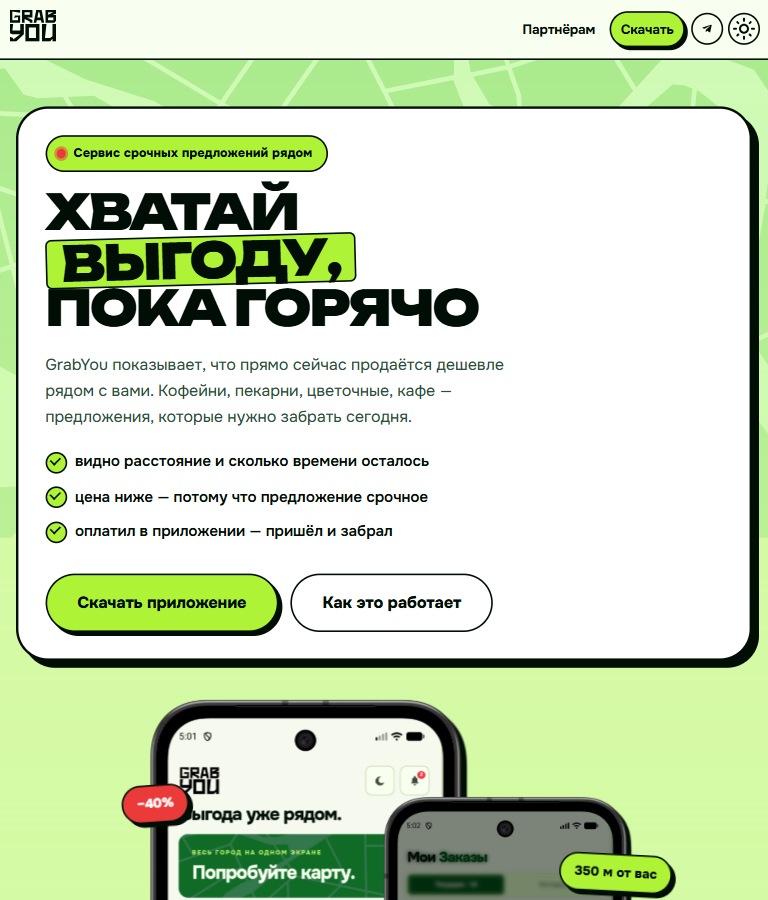 GRAB
YOU
Партнёрам
Скачать
Сервис срочных предложений рядом
ХВАТАЙ
ВЫГОДУ,
ПОКА ГОРЯЧО
GrabYou показывает, что прямо сейчас продаётся дешевле
рядом с вами. Кофейни, пекарни, цветочные, кафе —
предложения, которые нужно забрать сегодня.
видно расстояние и сколько времени осталось
цена ниже — потому что предложение срочное
оплатил в приложении — пришёл и забрал
Скачать приложение
Как это работает
5:01
GRAB
YOU
−40%
Выгода уже рядом.
ВЕСЬ ГОРОД НА ОДНОМ ЭКРАНЕ
Попробуйте карту.
5:02
Мои Заказы
350 м от вас